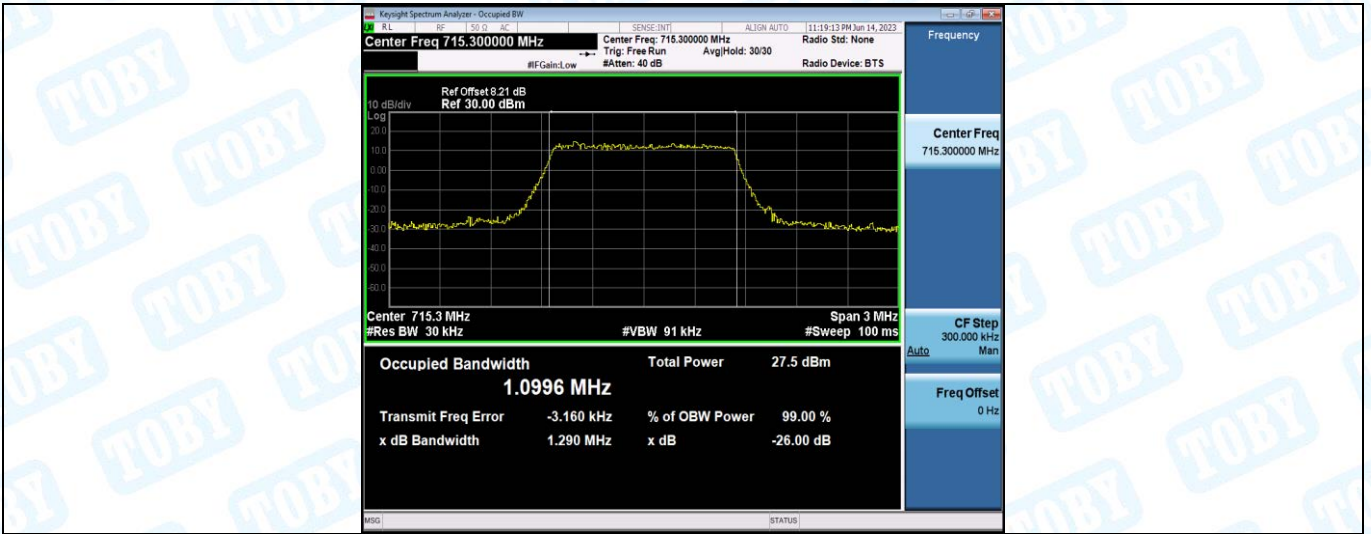 Keysight Spectrum Analyzer - Occupied BW
RL RF 50 Ω AC SENSE:INT ALIGN AUTO 11:19:13 PM Jun 14, 2023
Center Freq 715.300000 MHz
Center Freq: 715.300000 MHz Radio Std: None
Trig: Free Run Avg|Hold: 30/30
#IFGain:Low #Atten: 40 dB Radio Device: BTS
Ref Offset 8.21 dB
10 dB/div Ref 30.00 dBm
Log
20.0
10.0
0.00
-10.0
-20.0
-30.0
-40.0
-50.0
-60.0
Center 715.3 MHz Span 3 MHz
#Res BW 30 kHz #VBW 91 kHz #Sweep 100 ms
Occupied Bandwidth Total Power 27.5 dBm
1.0996 MHz
Transmit Freq Error -3.160 kHz % of OBW Power 99.00 %
x dB Bandwidth 1.290 MHz x dB -26.00 dB
MSG STATUS
Frequency
Center Freq
715.300000 MHz
CF Step
300.000 kHz
Auto Man
Freq Offset
0 Hz
TOBY